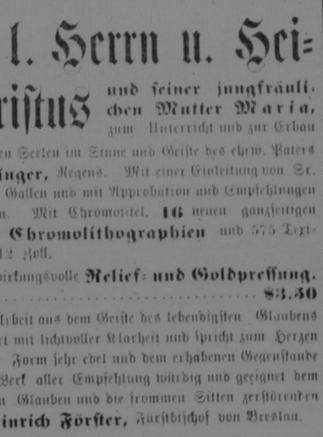 l. Herrn u. Hei-
ristus
und seiner jungfräuli-
chen Mutter Maria,
zum Unterricht und zur Erbau
en Seelen im Sinne und Geiste des ehrw. Paters
inger, Regens. Mit einer Einleitung von Sr.
Gallen und mit Approbation und Empfehlungen
n. Mit Chromotitel, 16 neuen ganzseitigen
Chromolithographien und 575 Text-
12 Zoll.
wirkungsvolle Relief- und Goldpressung.
$3.50
Arbeit aus dem Geiste des lebendigsten Glaubens
rt mit lichtvoller Klarheit und spricht zum Herzen
Form sehr edel und dem erhabenen Gegenstande
Werk aller Empfehlung würdig und geeignet dem
n Glauben und die frommen Sitten zerstörenden
einrich Förster, Fürstbischof von Breslau.